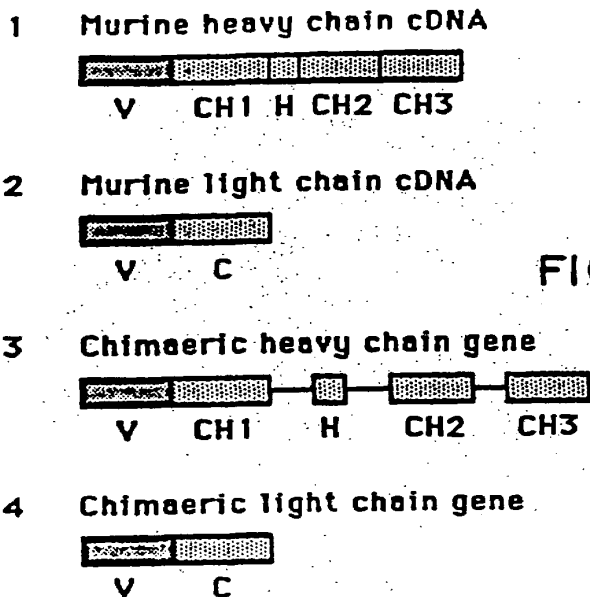 1 Murine heavy chain cDNA
V CH1 H CH2 CH3
2 Murine light chain cDNA
V C
FIG
3 Chimaeric heavy chain gene
V CH1 H CH2 CH3
4 Chimaeric light chain gene
V C